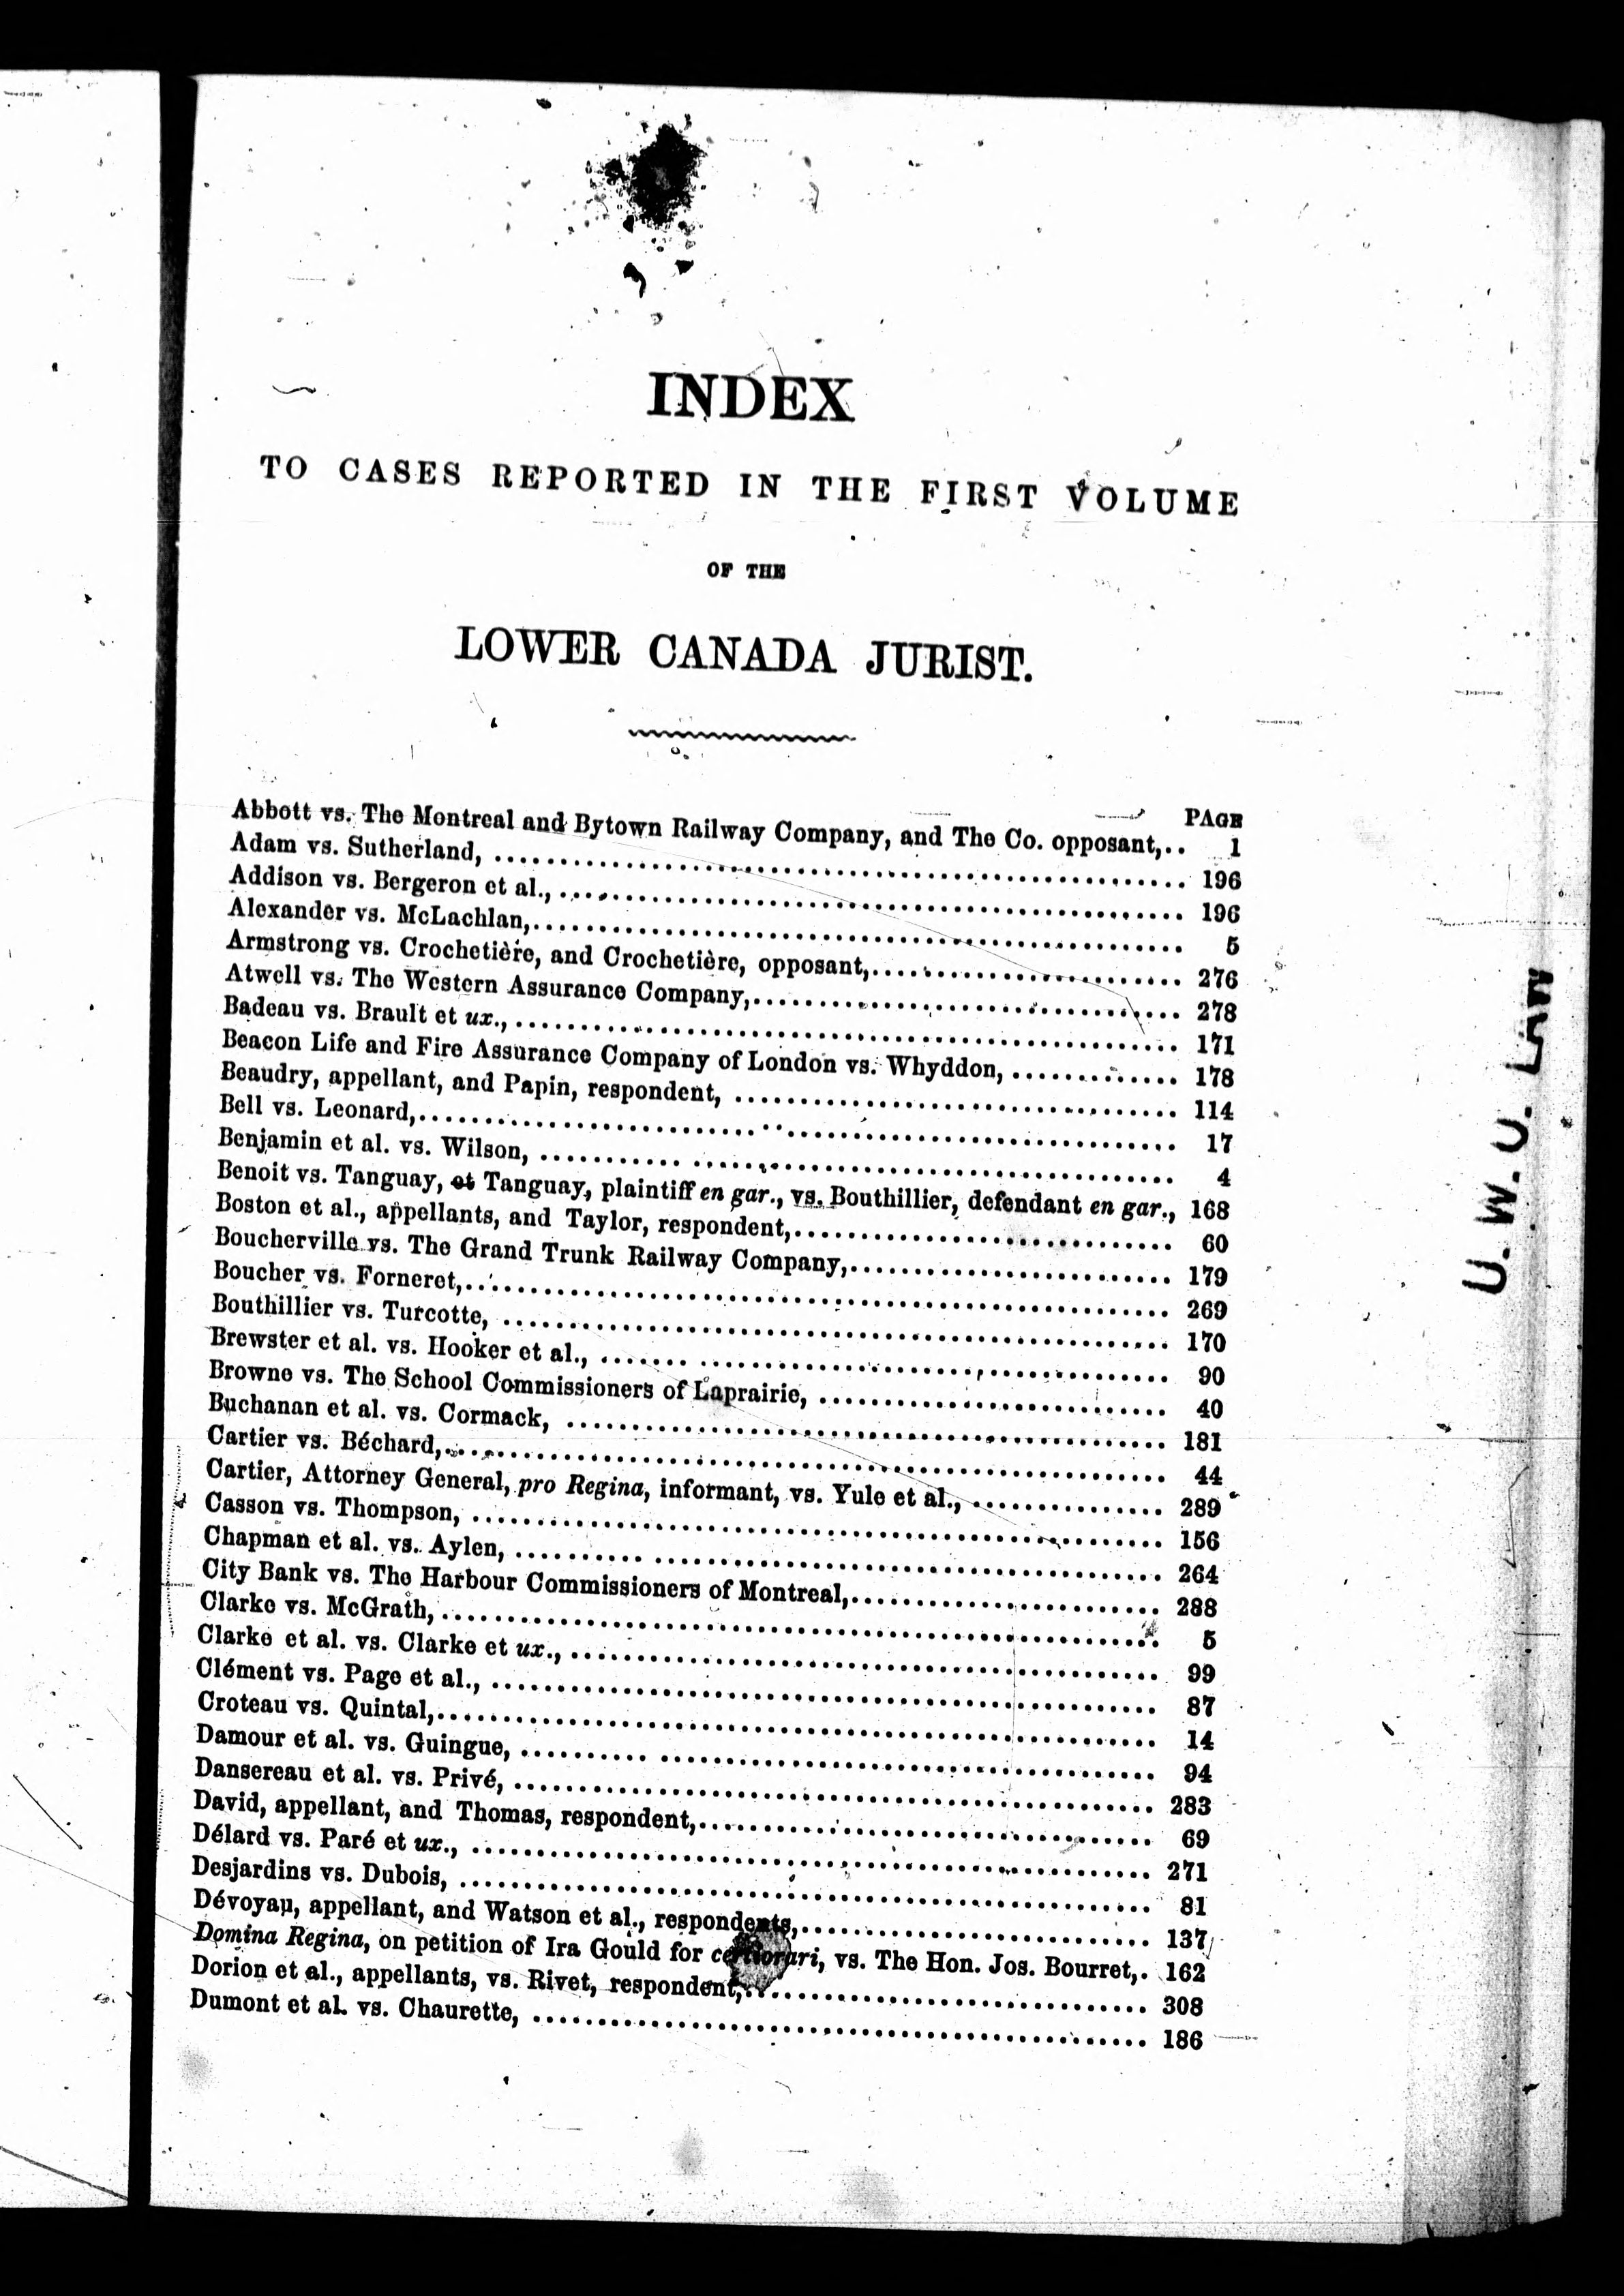 INDEX
TO CASES REPORTED IN THE FIRST VOLUME
OF THE
LOWER CANADA JURIST.
PAGE
Abbott vs. The Montreal and Bytown Railway Company, and The Co. opposant,.. 1
Adam vs. Sutherland, ........ 196
Addison vs. Bergeron et al., ........ 196
Alexander vs. McLachlan,........ 5
Armstrong vs. Crochetière, and Crochetière, opposant,........ 276
Atwell vs. The Western Assurance Company,........ 278
Badeau vs. Brault et ux., ........ 171
Beacon Life and Fire Assurance Company of London vs. Whyddon, ........ 178
Beaudry, appellant, and Papin, respondent, ........ 114
Bell vs. Leonard,........ 17
Benjamin et al. vs. Wilson, ........ 4
Benoit vs. Tanguay, et Tanguay, plaintiff en gar., vs. Bouthillier, defendant en gar., 168
Boston et al., appellants, and Taylor, respondent,........ 60
Boucherville vs. The Grand Trunk Railway Company,........ 179
Boucher vs. Forneret,........ 269
Bouthillier vs. Turcotte, ........ 170
Brewster et al. vs. Hooker et al., ........ 90
Browne vs. The School Commissioners of Laprairie, ........ 40
Buchanan et al. vs. Cormack, ........ 181
Cartier vs. Béchard,........ 44
Cartier, Attorney General, pro Regina, informant, vs. Yule et al., ........ 289
Casson vs. Thompson, ........ 156
Chapman et al. vs. Aylen, ........ 264
City Bank vs. The Harbour Commissioners of Montreal,........ 288
Clarke vs. McGrath, ........ 5
Clarke et al. vs. Clarke et ux., ........ 99
Clément vs. Page et al., ........ 87
Croteau vs. Quintal,........ 14
Damour et al. vs. Guingue, ........ 94
Dansereau et al. vs. Privé, ........ 283
David, appellant, and Thomas, respondent,........ 69
Délard vs. Paré et ux., ........ 271
Desjardins vs. Dubois, ........ 81
Dévoyau, appellant, and Watson et al., respondents,........ 137
Domina Regina, on petition of Ira Gould for certiorari, vs. The Hon. Jos. Bourret,. 162
Dorion et al., appellants, vs. Rivet, respondent,........ 308
Dumont et al. vs. Chaurette, ........ 186
U. W. O. LAW